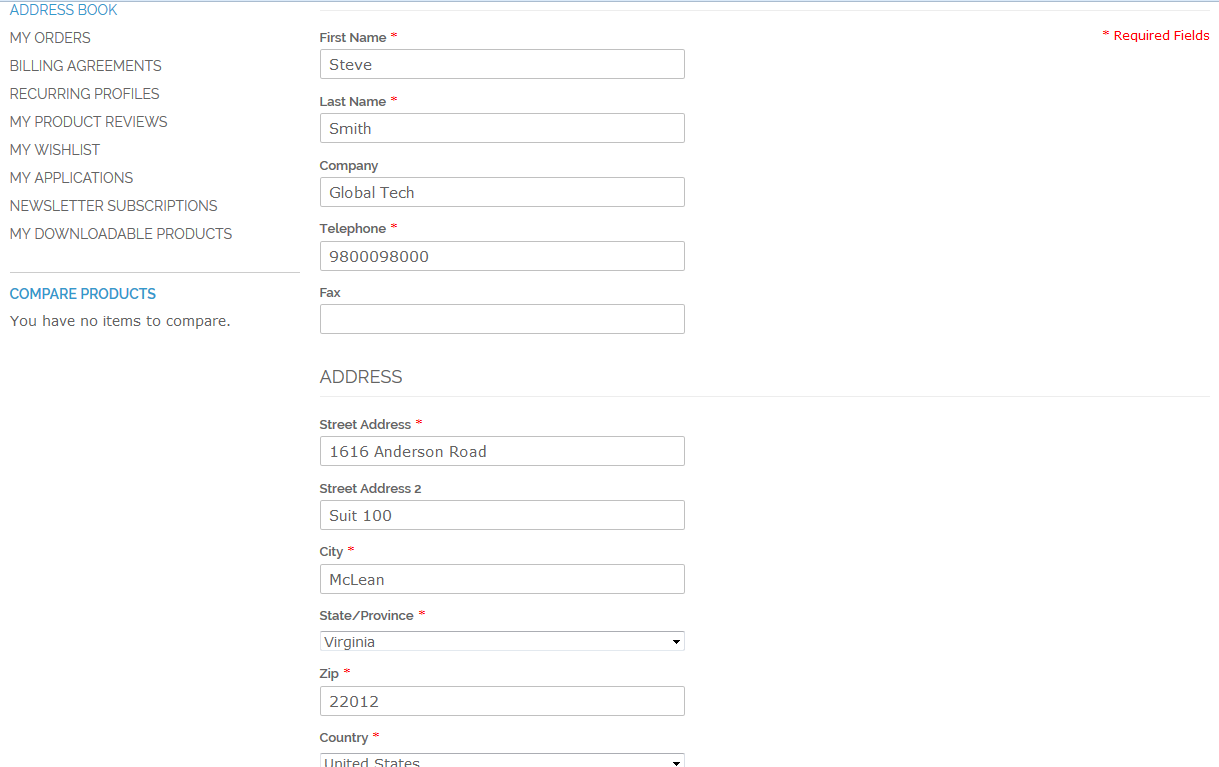 ADDRESS BOOK
MY ORDERS
BILLING AGREEMENTS
RECURRING PROFILES
MY PRODUCT REVIEWS
MY WISHLIST
MY APPLICATIONS
NEWSLETTER SUBSCRIPTIONS
MY DOWNLOADABLE PRODUCTS
COMPARE PRODUCTS
You have no items to compare.
* Required Fields
First Name *
Steve
Last Name *
Smith
Company
Global Tech
Telephone *
9800098000
Fax
ADDRESS
Street Address *
1616 Anderson Road
Street Address 2
Suit 100
City *
McLean
State/Province *
Virginia
Zip *
22012
Country *
United States